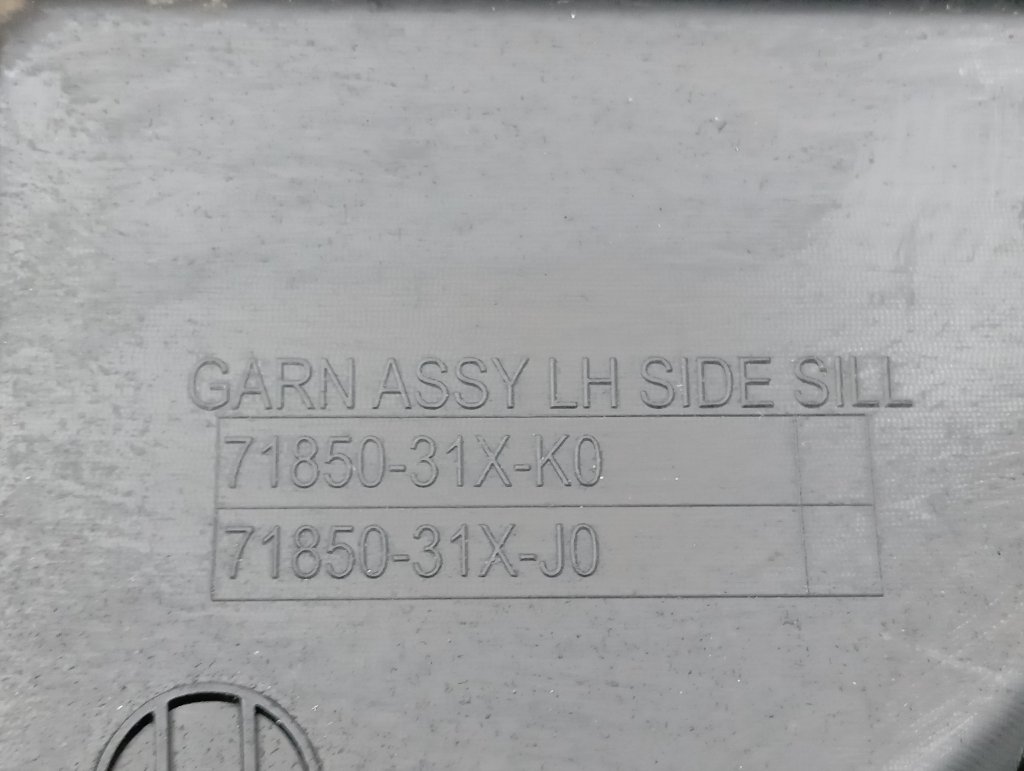 GARN ASSY LH SIDE SILL
71850-31X-K0
71850-31X-J0